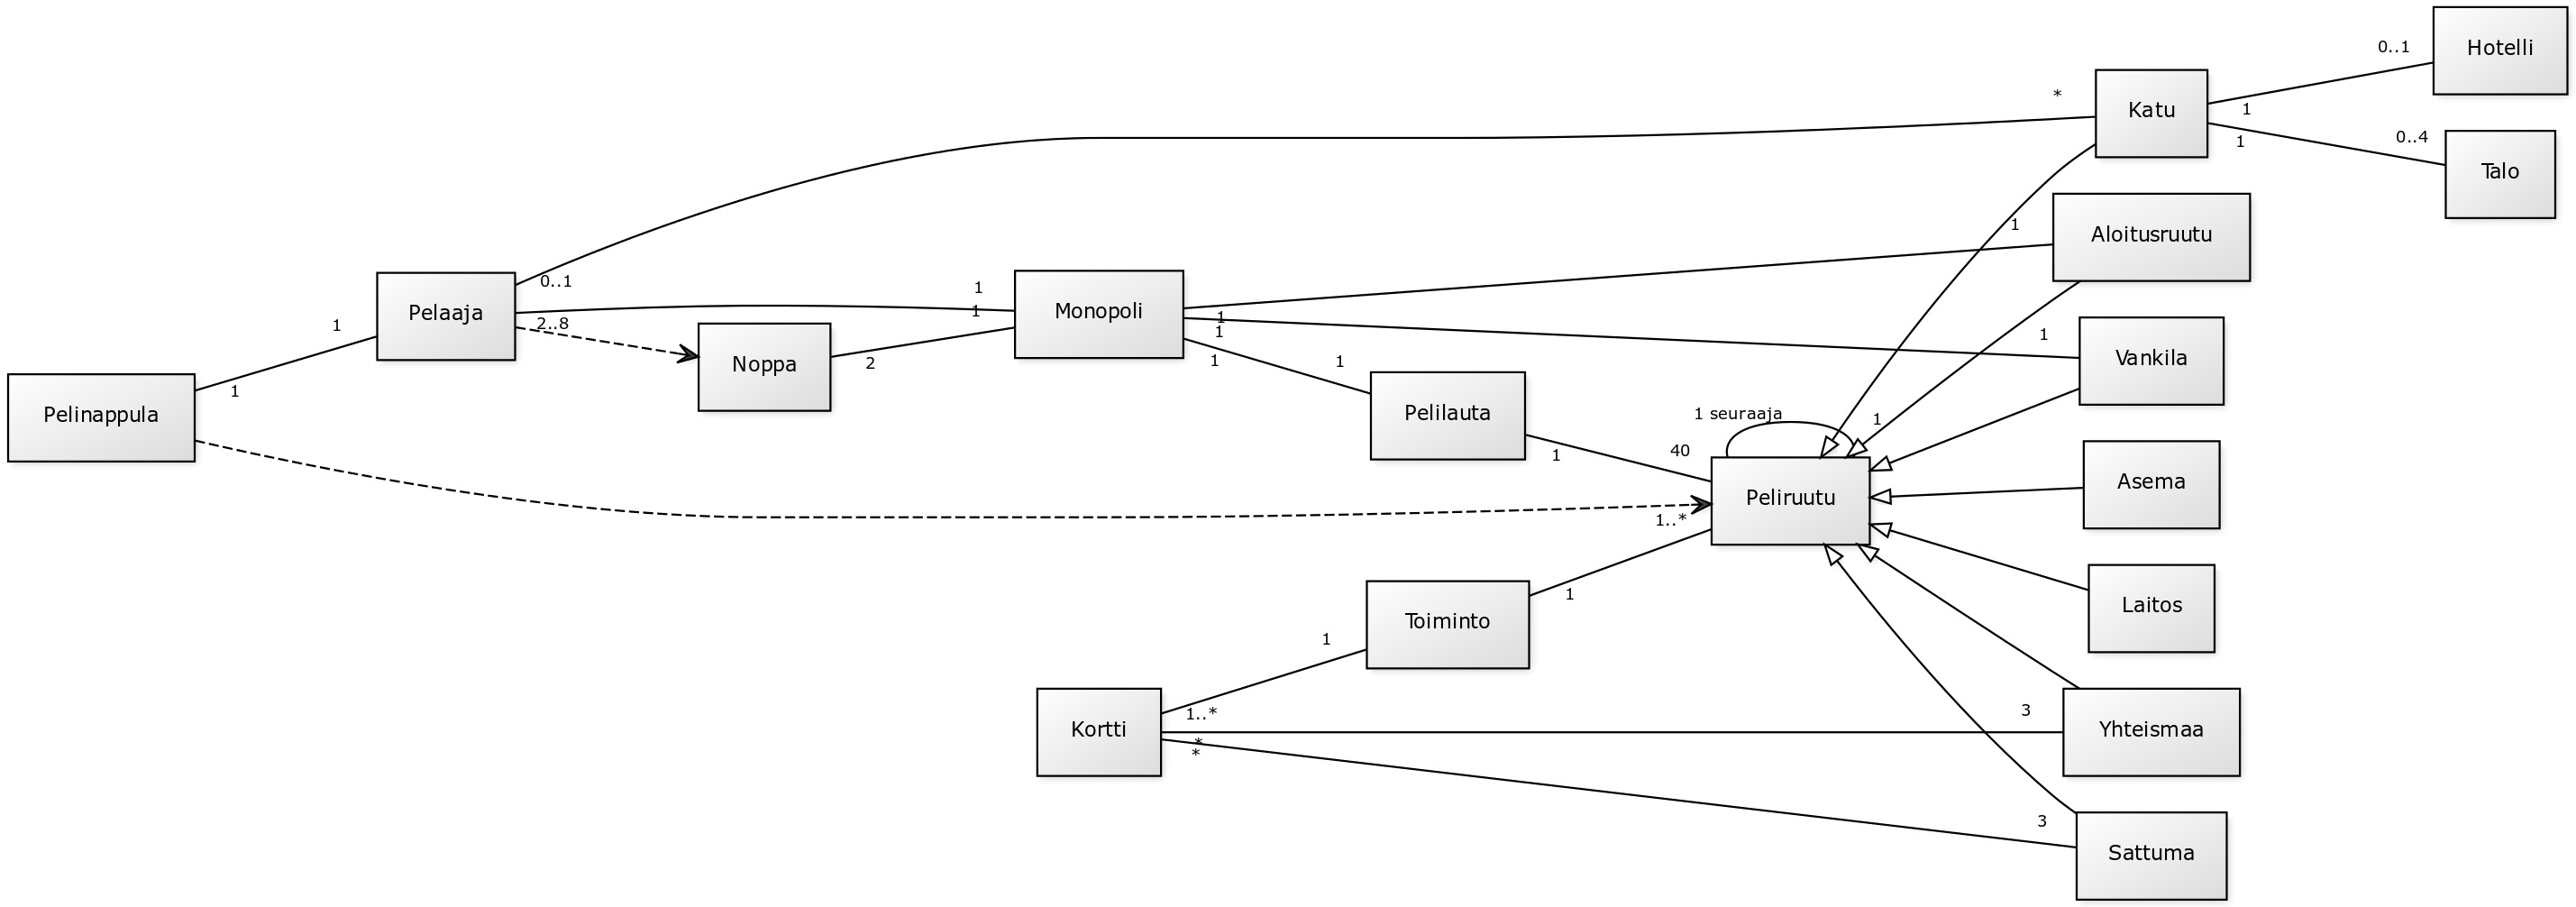 Hotelli
0..1
Katu
1
*
1
0..4
Talo
1
Aloitusruutu
Pelaaja
0..1
2..8
1
1
Monopoli
1
1
1
1
1
Vankila
Noppa
2
Pelinappula
1
1
Pelilauta
1
1 seuraaja
1
40
Peliruutu
1..*
Asema
Laitos
Toiminto
1
1
Kortti
1..*
*
*
3
Yhteismaa
3
Sattuma